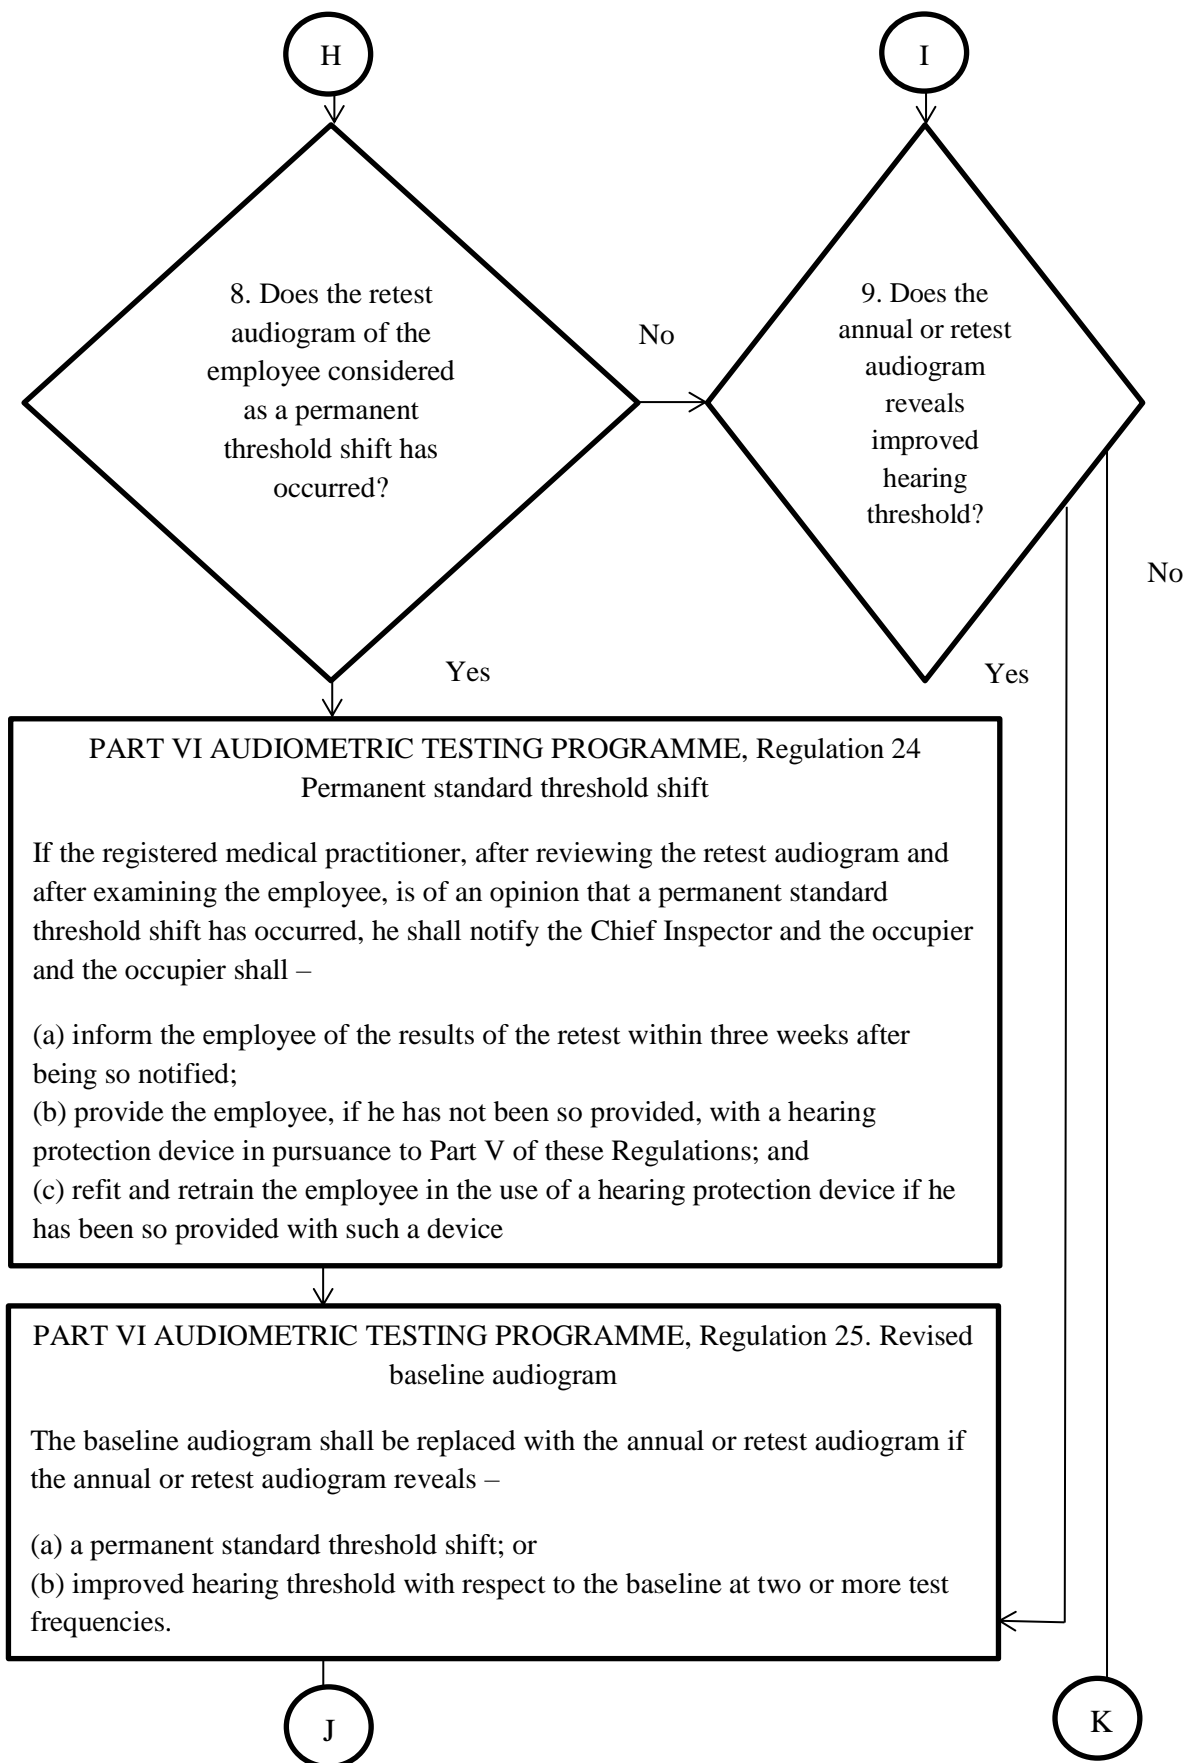 H
I
8. Does the retest
audiogram of the
employee considered
as a permanent
threshold shift has
occurred?
No
9. Does the
annual or retest
audiogram
reveals
improved
hearing
threshold?
No
Yes
Yes
PART VI AUDIOMETRIC TESTING PROGRAMME, Regulation 24
Permanent standard threshold shift
If the registered medical practitioner, after reviewing the retest audiogram and
after examining the employee, is of an opinion that a permanent standard
threshold shift has occurred, he shall notify the Chief Inspector and the occupier
and the occupier shall –
(a) inform the employee of the results of the retest within three weeks after
being so notified;
(b) provide the employee, if he has not been so provided, with a hearing
protection device in pursuance to Part V of these Regulations; and
(c) refit and retrain the employee in the use of a hearing protection device if he
has been so provided with such a device
PART VI AUDIOMETRIC TESTING PROGRAMME, Regulation 25. Revised
baseline audiogram
The baseline audiogram shall be replaced with the annual or retest audiogram if
the annual or retest audiogram reveals –
(a) a permanent standard threshold shift; or
(b) improved hearing threshold with respect to the baseline at two or more test
frequencies.
J
K